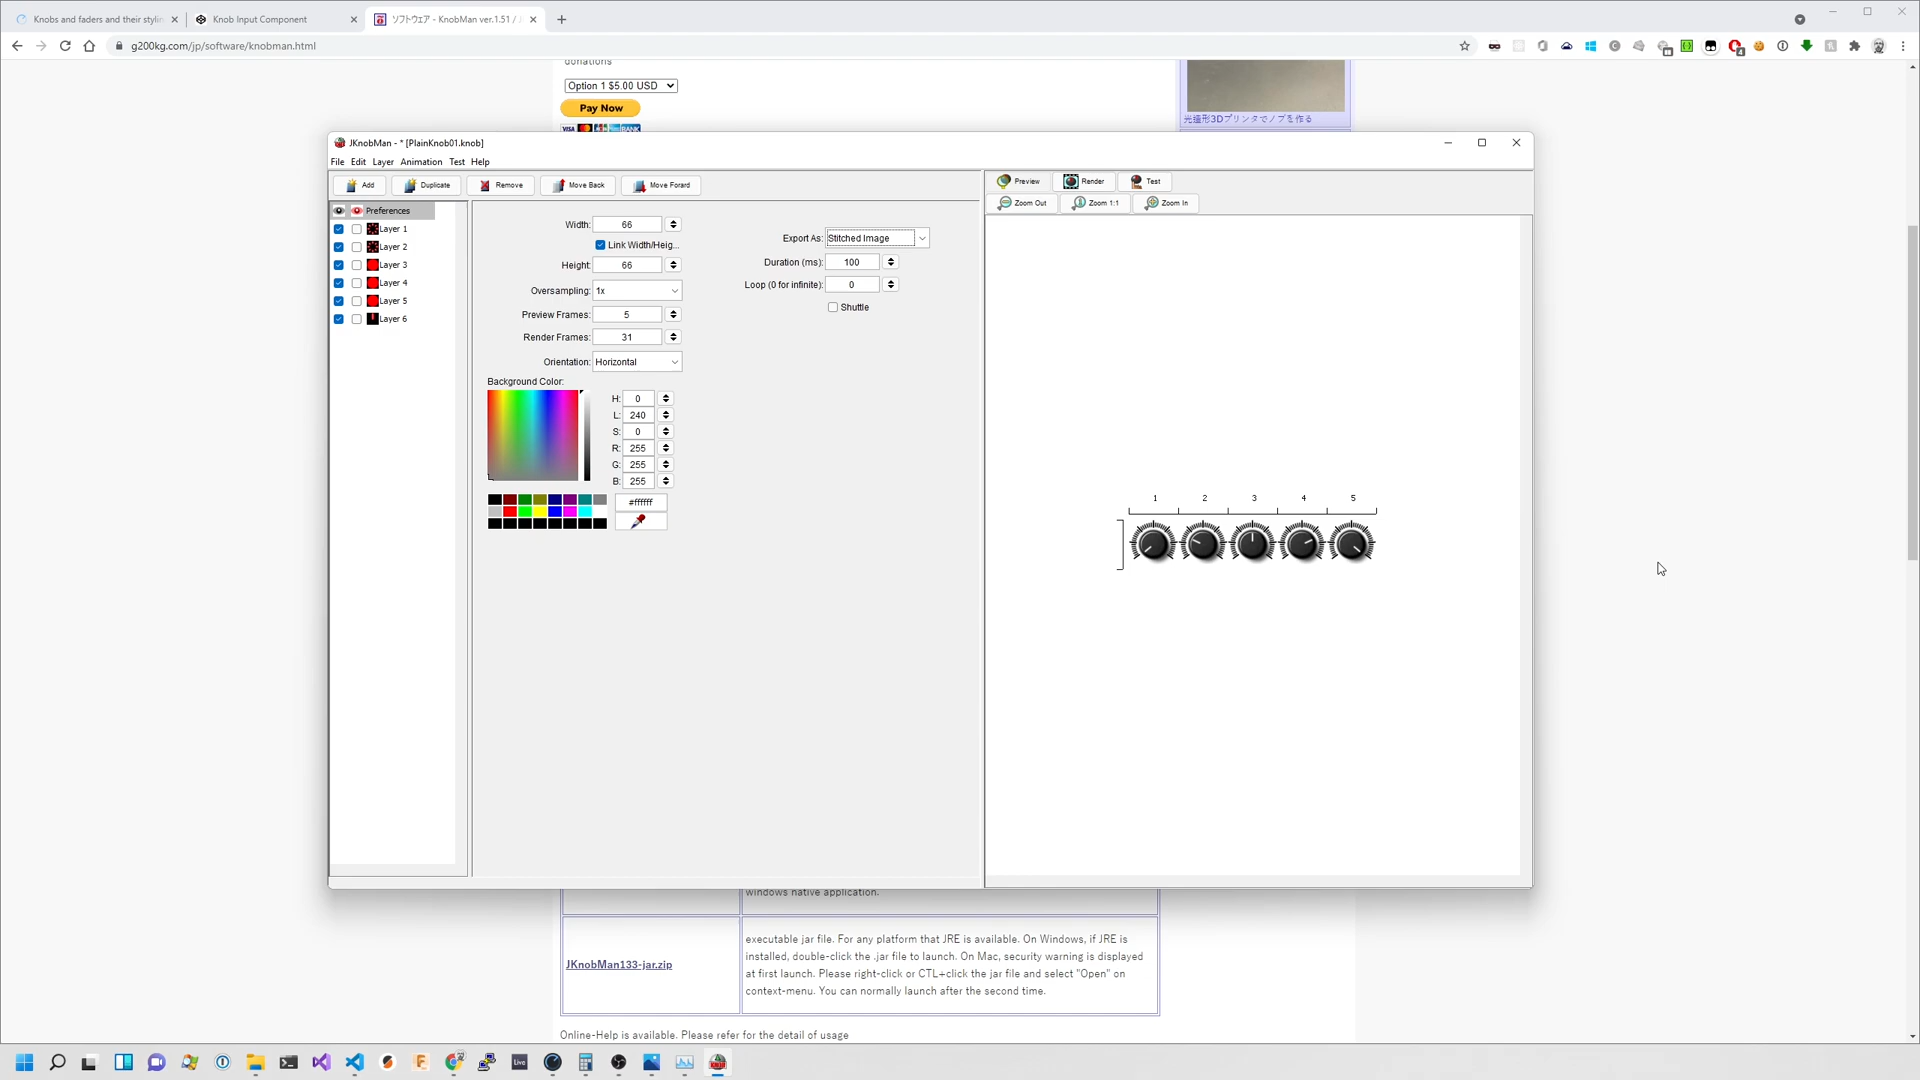 Knobs and faders and their stylin
Knob Input Component
ソフトウェア - KnobMan ver.1.51 / J
g200kg.com/jp/software/knobman.html
donations
Option 1 $5.00 USD
Pay Now
VISA
BANK
光造形3Dプリンタでノブを作る
JKnobMan - * [PlainKnob01.knob]
File Edit Layer Animation Test Help
Add Duplicate Remove Move Back Move Forard
Preview Render Test
Zoom Out Zoom 1:1 Zoom In
Preferences
Layer 1
Layer 2
Layer 3
Layer 4
Layer 5
Layer 6
Width: 66
Link Width/Heig...
Height: 66
Oversampling: 1x
Preview Frames: 5
Render Frames: 31
Orientation: Horizontal
Background Color:
H: 0
L: 240
S: 0
R: 255
G: 255
B: 255
#ffffff
Export As: Stitched Image
Duration (ms): 100
Loop (0 for infinite): 0
Shuttle
1 2 3 4 5
windows native application.
JKnobMan133-jar.zip
executable jar file. For any platform that JRE is available. On Windows, if JRE is
installed, double-click the .jar file to launch. On Mac, security warning is displayed
at first launch. Please right-click or CTL+click the jar file and select "Open" on
context-menu. You can normally launch after the second time.
Online-Help is available. Please refer for the detail of usage
Live